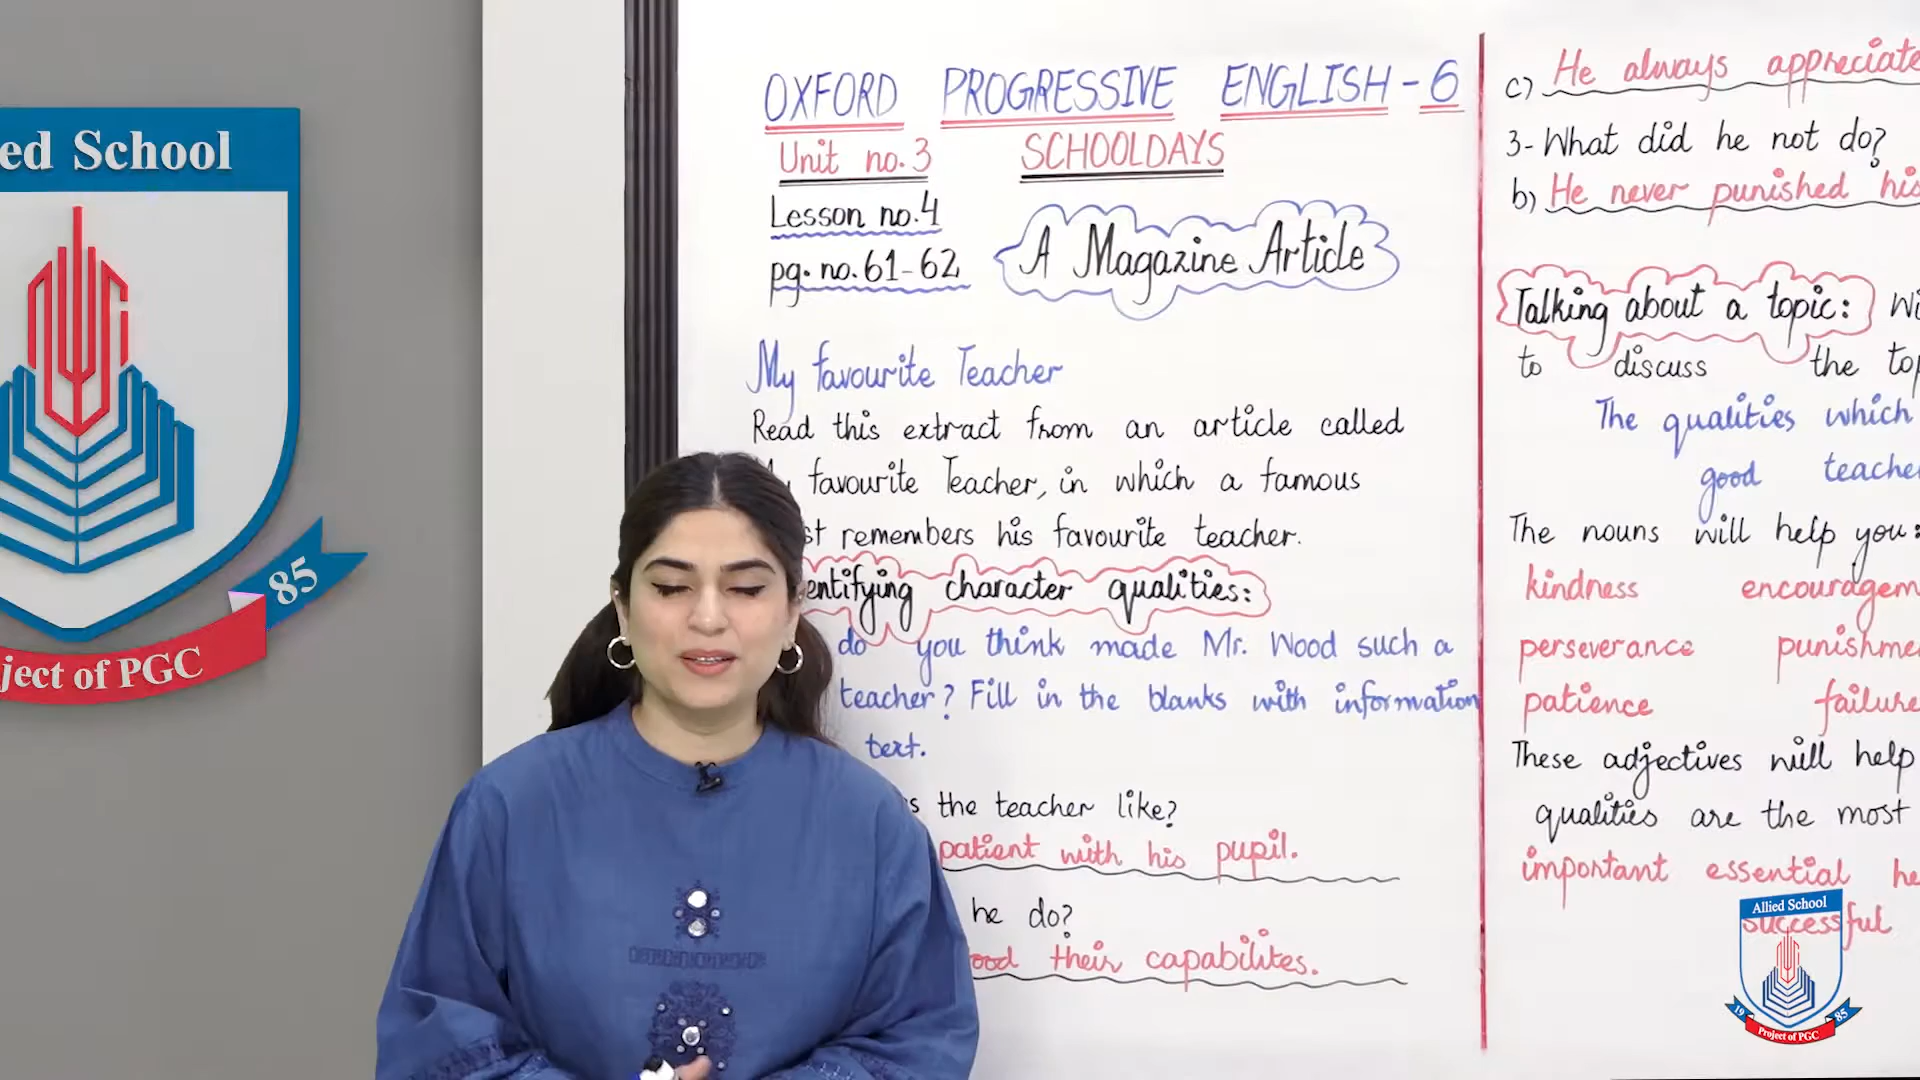 ed School
85
ject of PGC
OXFORD PROGRESSIVE ENGLISH - 6
Unit no. 3 SCHOOLDAYS
Lesson no. 4
pg. no. 61-62
A Magazine Article
My favourite Teacher
Read this extract from an article called
favourite Teacher, in which a famous
st remembers his favourite teacher.
entifying character qualities:
do you think made Mr. Wood such a
teacher? Fill in the blanks with information
text.
s the teacher like?
patient with his pupil.
he do?
ood their capabilites.
c) He always appreciate
3- What did he not do?
b) He never punished his
Talking about a topic: Wi
to discuss the top
The qualities which
good teache
The nouns will help you:
kindness encouragem
perseverance punishme
patience failure
These adjectives will help
qualities are the most
important essential he
successful
Allied School
19 85
Project of PGC